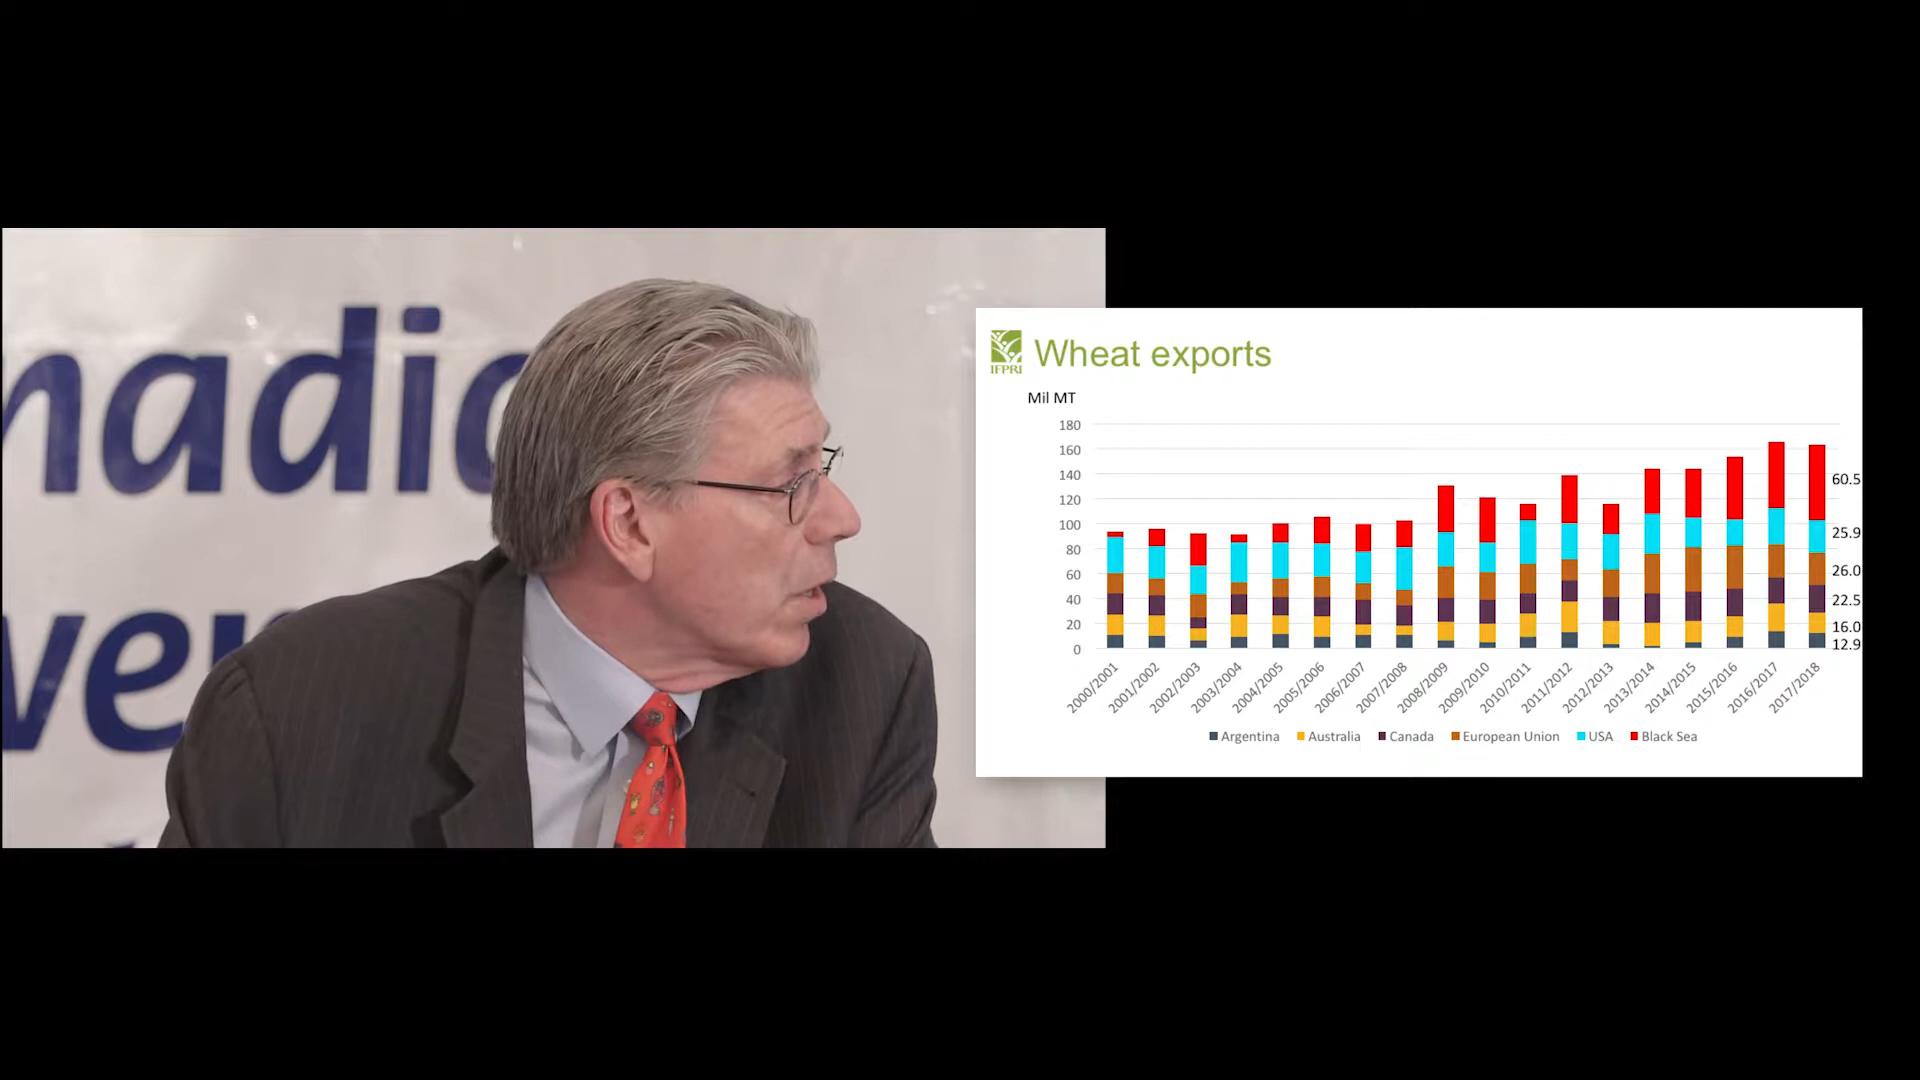 nadic
ve
IFPRI
Wheat exports
Mil MT
180
160
140
120
100
80
60
40
20
0
60.5
25.9
26.0
22.5
16.0
12.9
2000/2001 2001/2002 2002/2003 2003/2004 2004/2005 2005/2006 2006/2007 2007/2008 2008/2009 2009/2010 2010/2011 2011/2012 2012/2013 2013/2014 2014/2015 2015/2016 2016/2017 2017/2018
Argentina Australia Canada European Union USA Black Sea